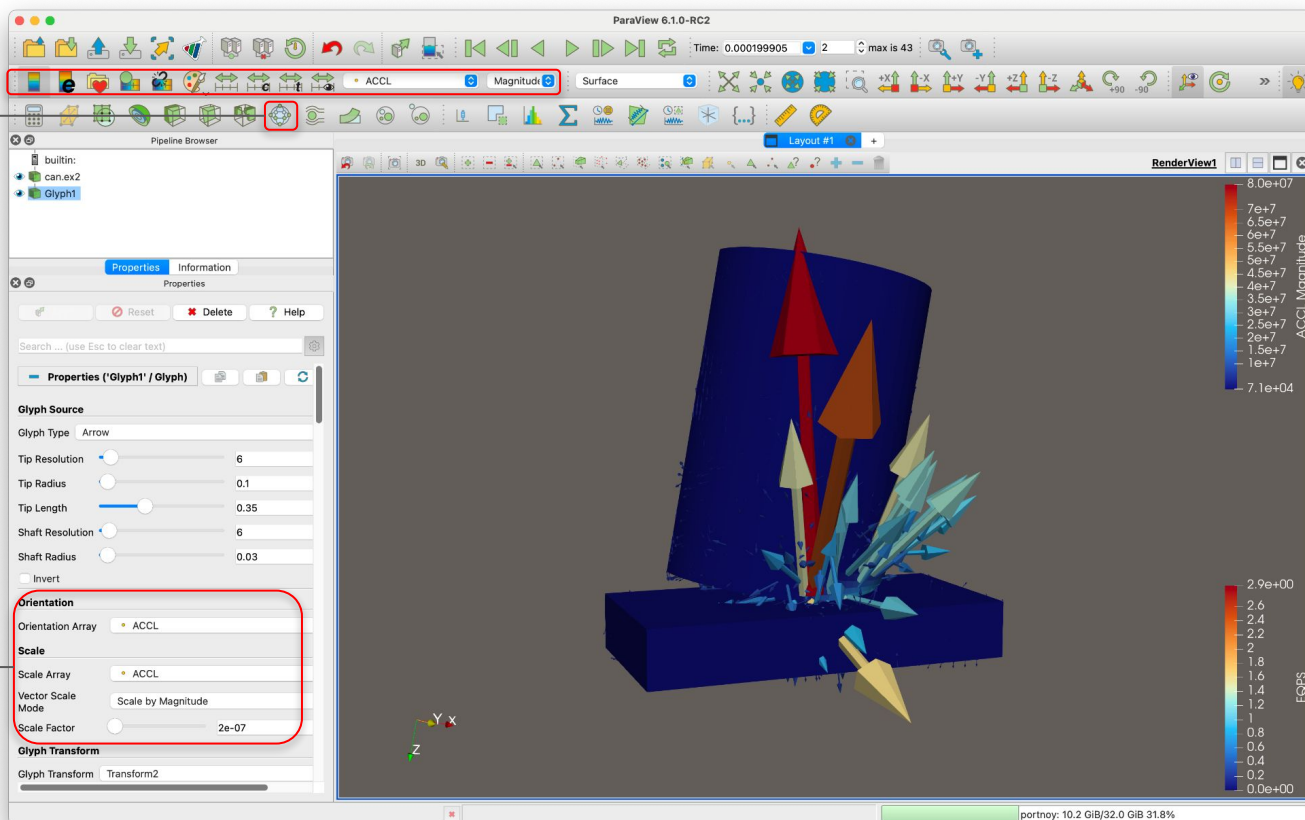 ParaView 6.1.0-RC2
Time: 0.000199905 2 max is 43
ACCL Magnitude Surface +X -X +Y -Y +Z -Z +90 -90 »
Pipeline Browser
Layout #1 +
builtin:
can.ex2
Glyph1
3D
RenderView1
Properties Information
Properties
Reset Delete ? Help
Search ... (use Esc to clear text)
Properties ('Glyph1' / Glyph)
Glyph Source
Glyph Type Arrow
Tip Resolution 6
Tip Radius 0.1
Tip Length 0.35
Shaft Resolution 6
Shaft Radius 0.03
Invert
Orientation
Orientation Array ACCL
Scale
Scale Array ACCL
Vector Scale
Mode
Scale by Magnitude
Scale Factor 2e-07
Glyph Transform
Glyph Transform Transform2
8.0e+07
7e+7
6.5e+7
6e+7
5.5e+7
5e+7
4.5e+7
4e+7
3.5e+7
3e+7
2.5e+7
2e+7
1.5e+7
1e+7
7.1e+04
ACCL Magnitude
2.9e+00
2.6
2.4
2.2
2
1.8
1.6
1.4
1.2
1
0.8
0.6
0.4
0.2
0.0e+00
EQPS
Y X
Z
portnoy: 10.2 GiB/32.0 GiB 31.8%